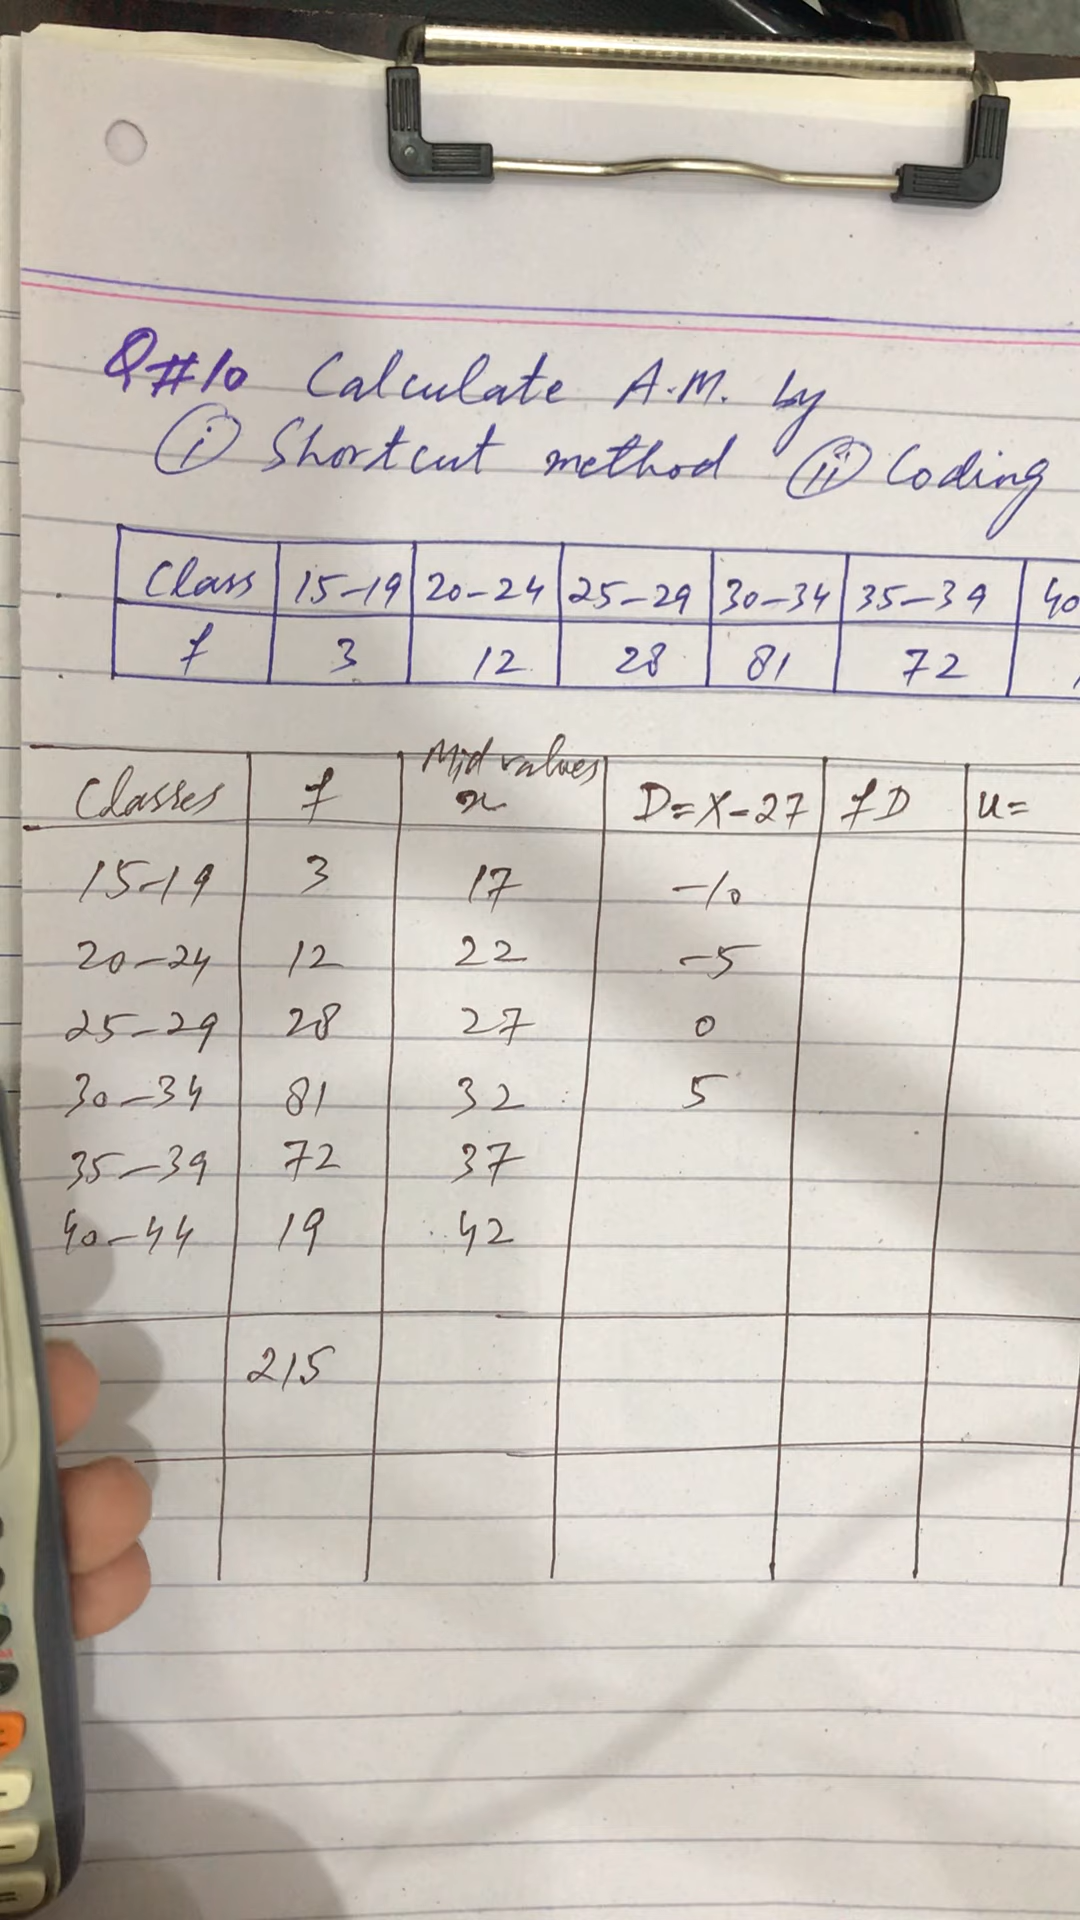 Q#10 Calculate A.M. by
(i) Shortcut method (ii) Coding
Class 15-19 20-24 25-29 30-34 35-39 40
f 3 12 28 81 72
Classes f Mid values x D=X-27 fD u=
15-19 3 17 -10
20-24 12 22 -5
25-29 28 27 0
30-34 81 32 5
35-39 72 37
40-44 19 42
215